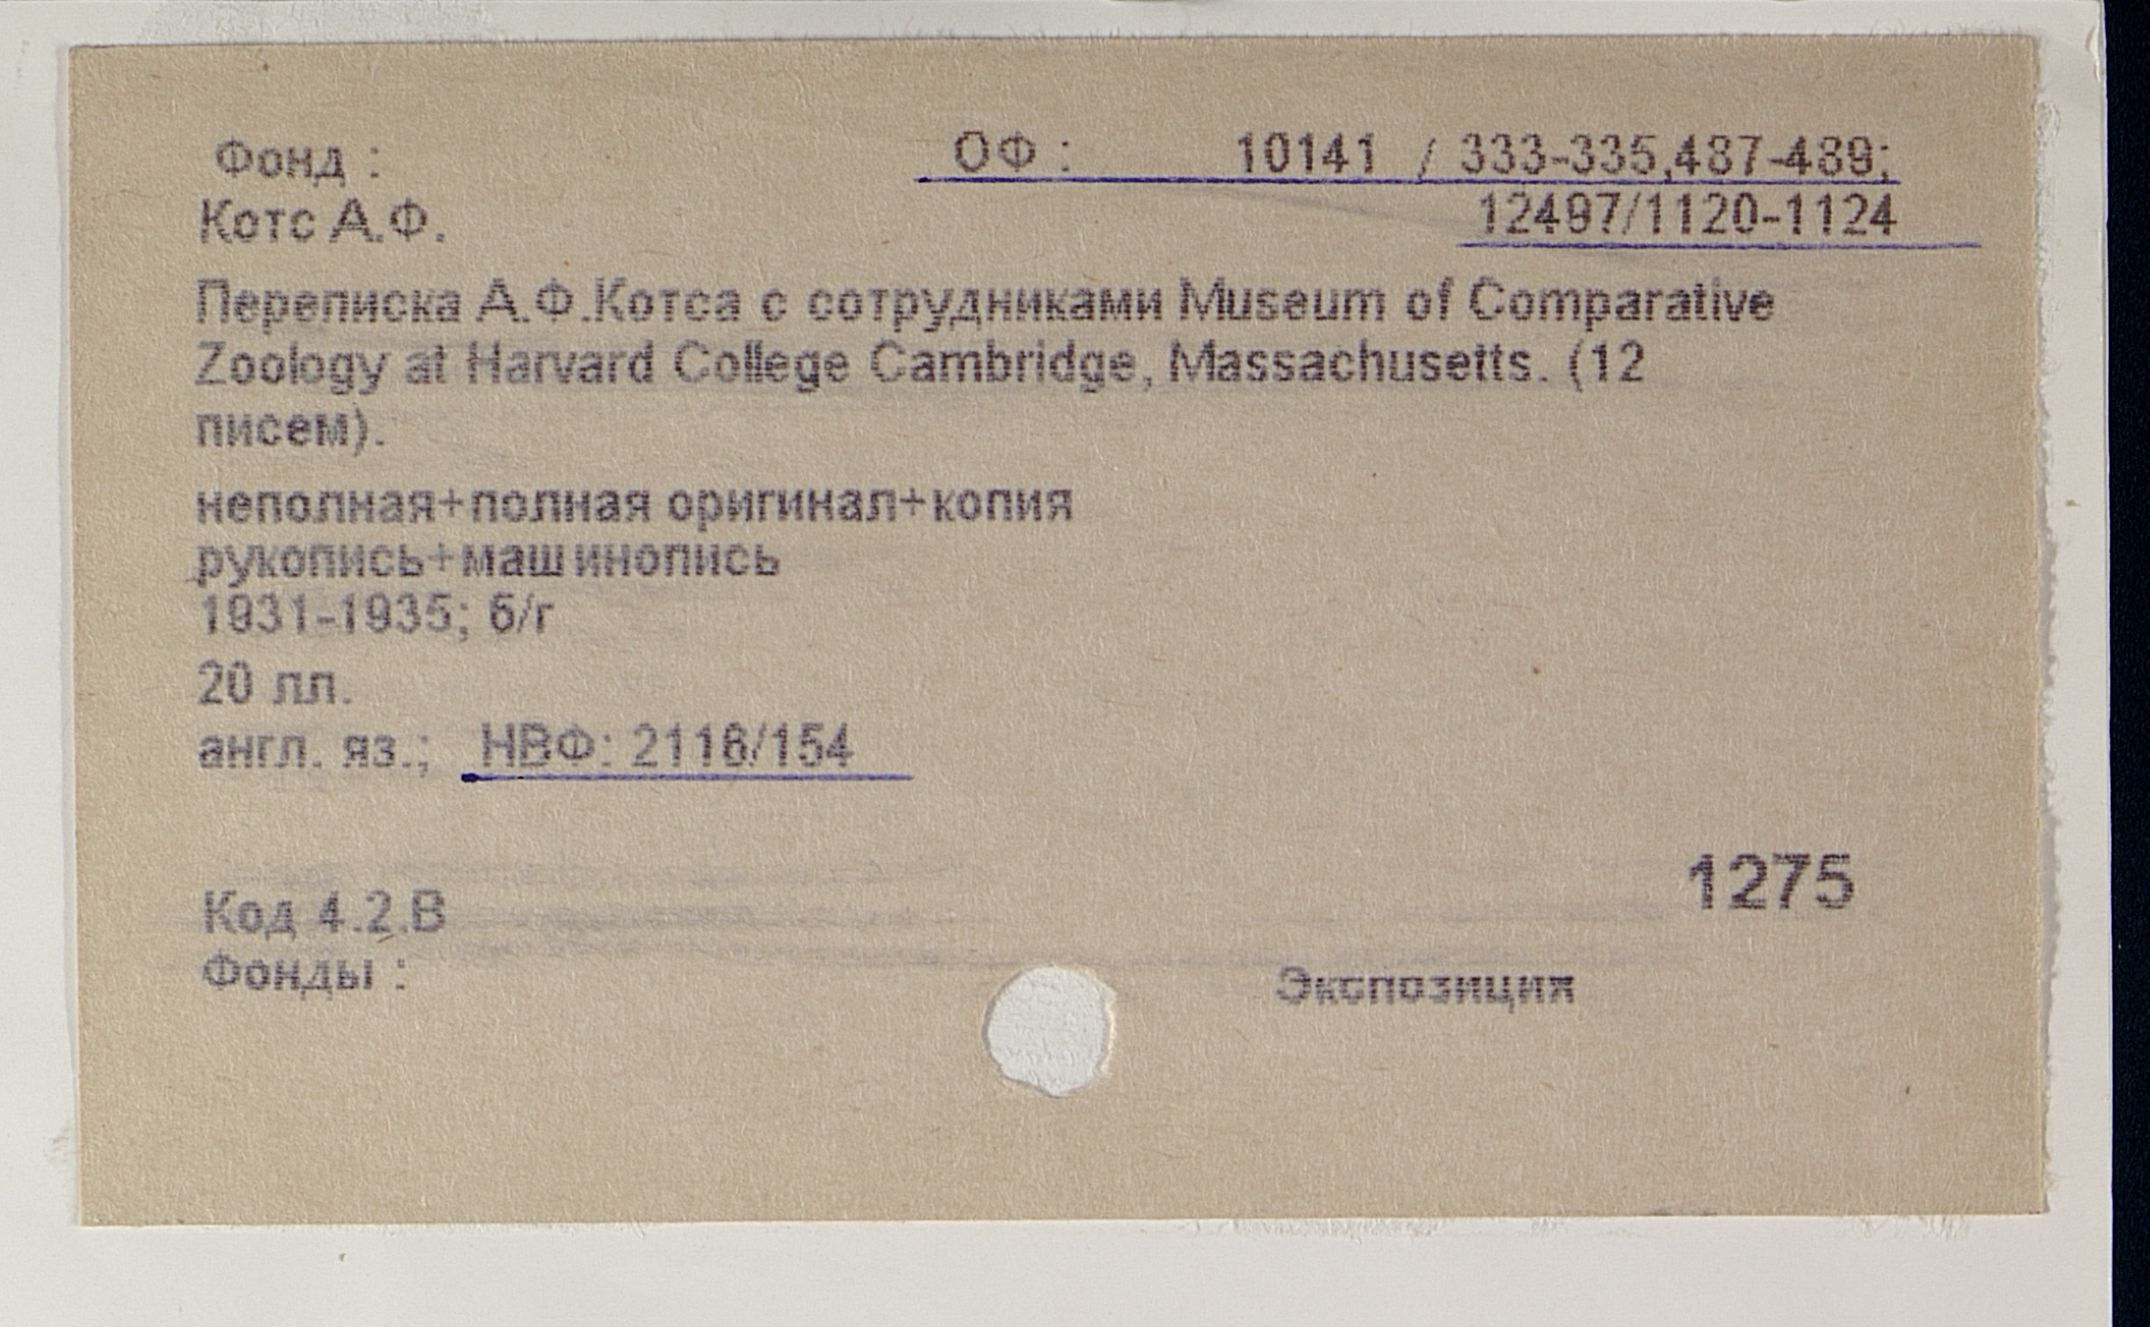 Фонд : ОФ : 10141 / 333-335,487-489;
Котс А.Ф. 12497/1120-1124
Переписка А.Ф.Котса с сотрудниками Museum of Comparative
Zoology at Harvard College Cambridge, Massachusetts. (12
писем).
неполная+полная оригинал+копия
рукопись+машинопись
1931-1935; б/г
20 лл.
англ. яз.; НВФ: 2116/154
1275
Код 4.2.В
Фонды : Экспозиция